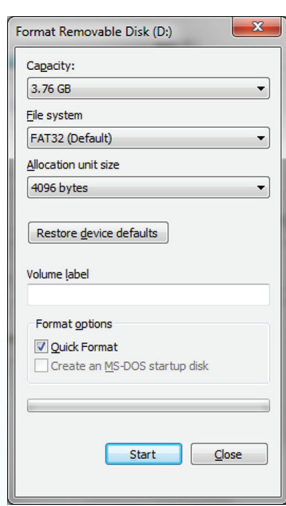 Format Removable Disk (D:)
Capacity:
3.76 GB
File system
FAT32 (Default)
Allocation unit size
4096 bytes
Restore device defaults
Volume label
Format options
Quick Format
Create an MS-DOS startup disk
Start Close